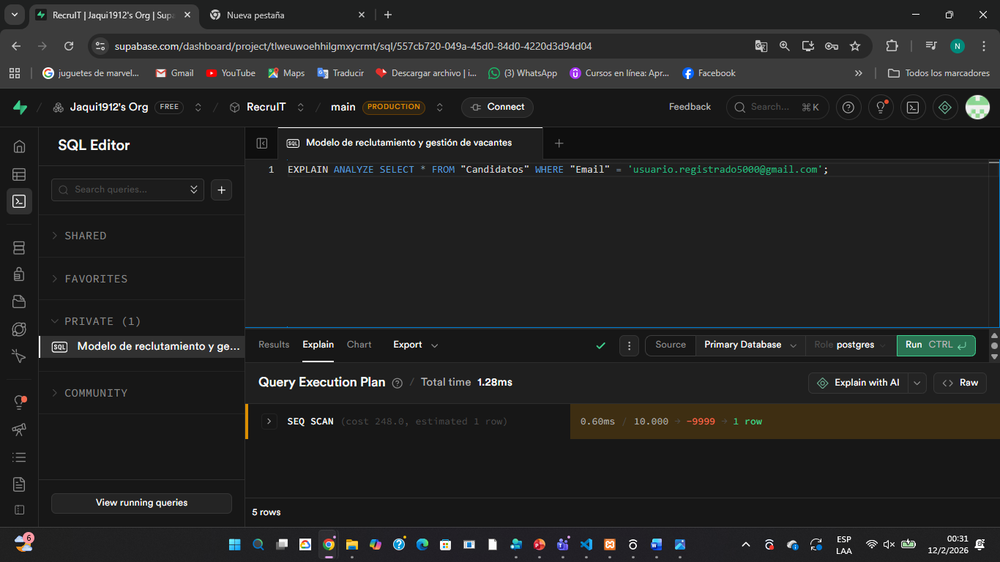 RecruIT | Jaqui1912's Org | Supa
Nueva pestaña
supabase.com/dashboard/project/tlweuwoehhilgmxycrmt/sql/557cb720-049a-45d0-84d0-4220d3d94d04
N
juguetes de marvel...
Gmail
YouTube
Maps
Traducir
Descargar archivo | i...
(3) WhatsApp
Cursos en línea: Apr...
Facebook
Todos los marcadores
Jaqui1912's Org
FREE
RecruIT
main
PRODUCTION
Connect
Feedback
Search...
⌘K
SQL Editor
SQL Modelo de reclutamiento y gestión de vacantes
Search queries...
1 EXPLAIN ANALYZE SELECT * FROM "Candidatos" WHERE "Email" = 'usuario.registrado5000@gmail.com';
SHARED
FAVORITES
PRIVATE (1)
SQL Modelo de reclutamiento y ge...
COMMUNITY
View running queries
Results
Explain
Chart
Export
Source
Primary Database
Role postgres
Run CTRL
Query Execution Plan / Total time 1.28ms
Explain with AI
Raw
SEQ SCAN (cost 248.0, estimated 1 row)
0.60ms / 10.000 → -9999 → 1 row
5 rows
6
ESP
LAA
00:31
12/2/2026